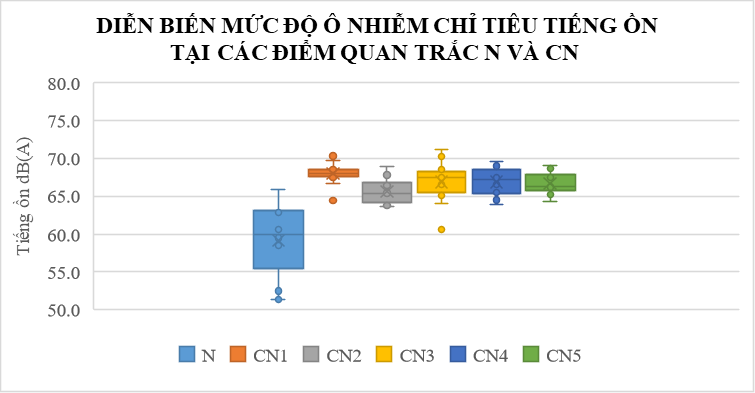 DIỄN BIẾN MỨC ĐỘ Ô NHIỄM CHỈ TIÊU TIẾNG ỒN
TẠI CÁC ĐIỂM QUAN TRẮC N VÀ CN
Tiếng ồn dB(A)
80.0
75.0
70.0
65.0
60.0
55.0
50.0
N CN1 CN2 CN3 CN4 CN5